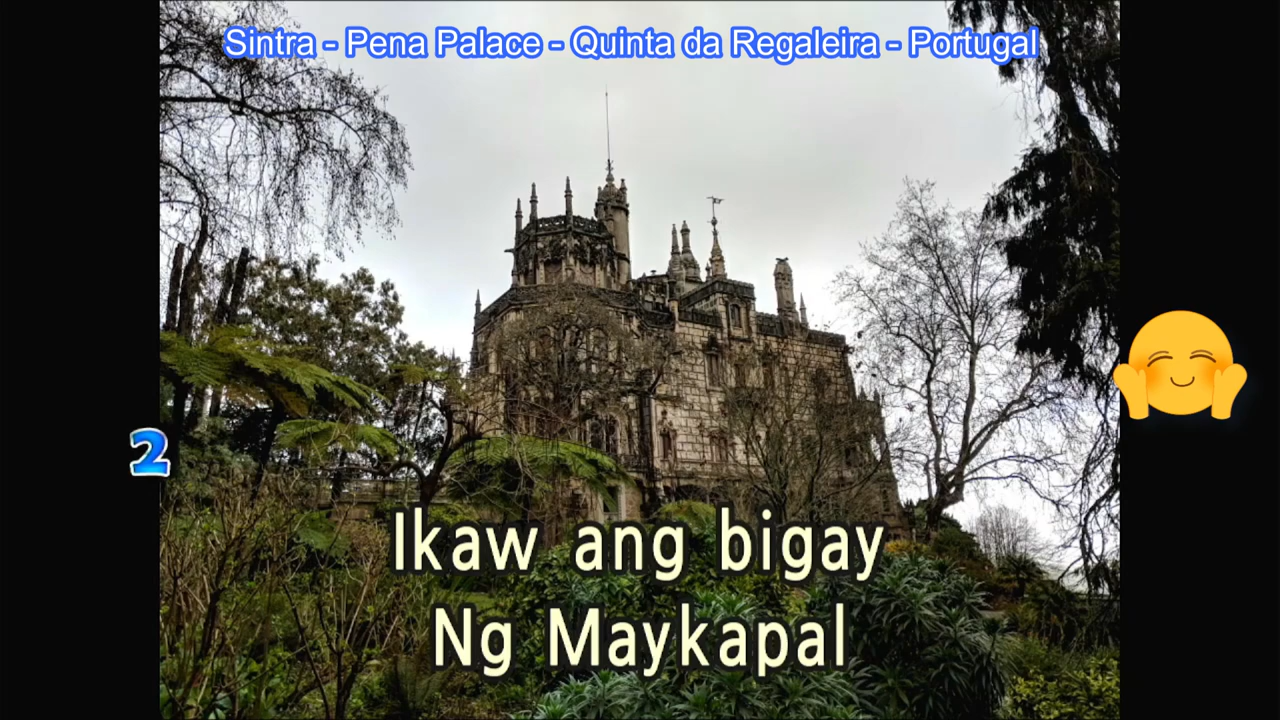 Sintra - Pena Palace - Quinta da Regaleira - Portugal
2
Ikaw ang bigay
Ng Maykapal